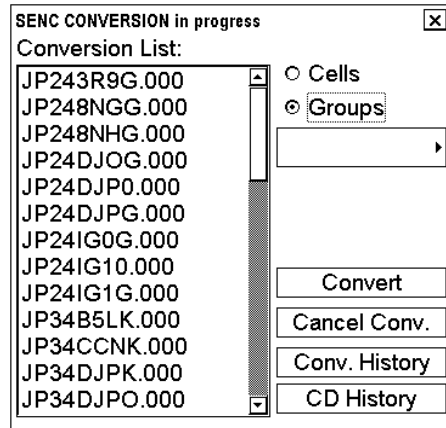 SENC CONVERSION in progress
Conversion List:
JP243R9G.000
JP248NGG.000
JP248NHG.000
JP24DJOG.000
JP24DJP0.000
JP24DJPG.000
JP24IG0G.000
JP24IG10.000
JP24IG1G.000
JP34B5LK.000
JP34CCNK.000
JP34DJPK.000
JP34DJPO.000
Cells
Groups
Convert
Cancel Conv.
Conv. History
CD History